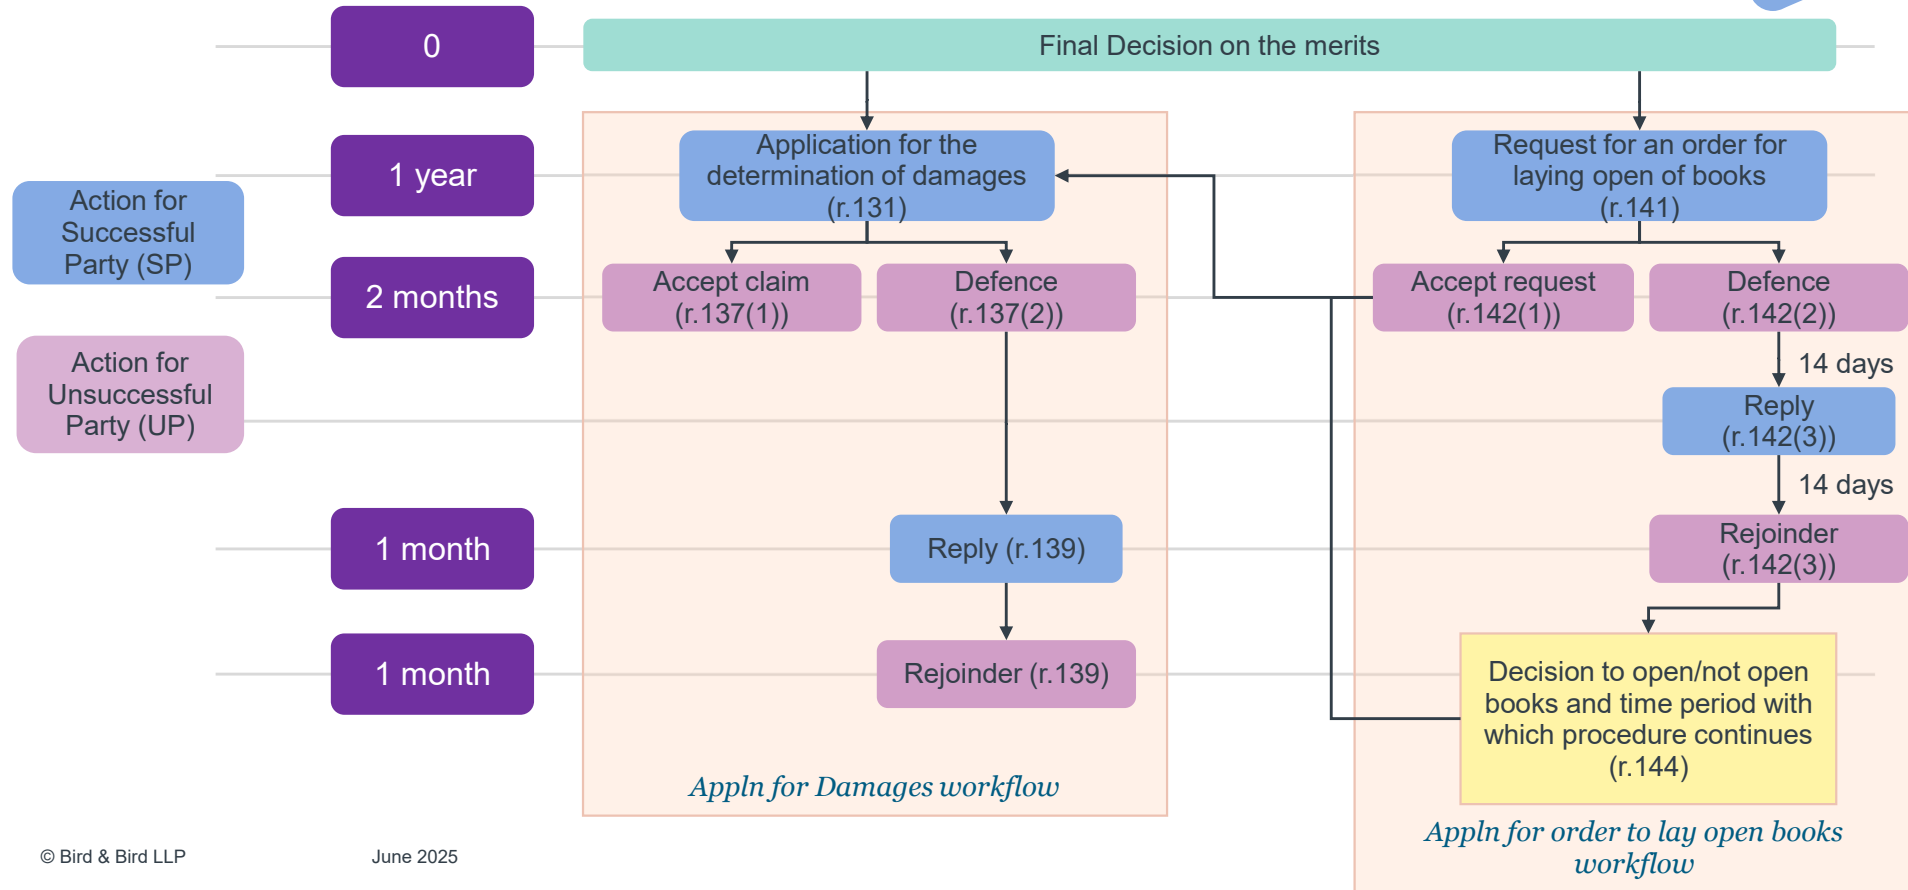 0
Final Decision on the merits
1 year
Application for the
determination of damages
(r.131)
Request for an order for
laying open of books
(r.141)
Action for
Successful
Party (SP)
2 months
Accept claim
(r.137(1))
Defence
(r.137(2))
Accept request
(r.142(1))
Defence
(r.142(2))
14 days
Action for
Unsuccessful
Party (UP)
Reply
(r.142(3))
14 days
1 month
Reply (r.139)
Rejoinder
(r.142(3))
1 month
Rejoinder (r.139)
Decision to open/not open
books and time period with
which procedure continues
(r.144)
Appln for Damages workflow
Appln for order to lay open books
workflow
© Bird & Bird LLP
June 2025